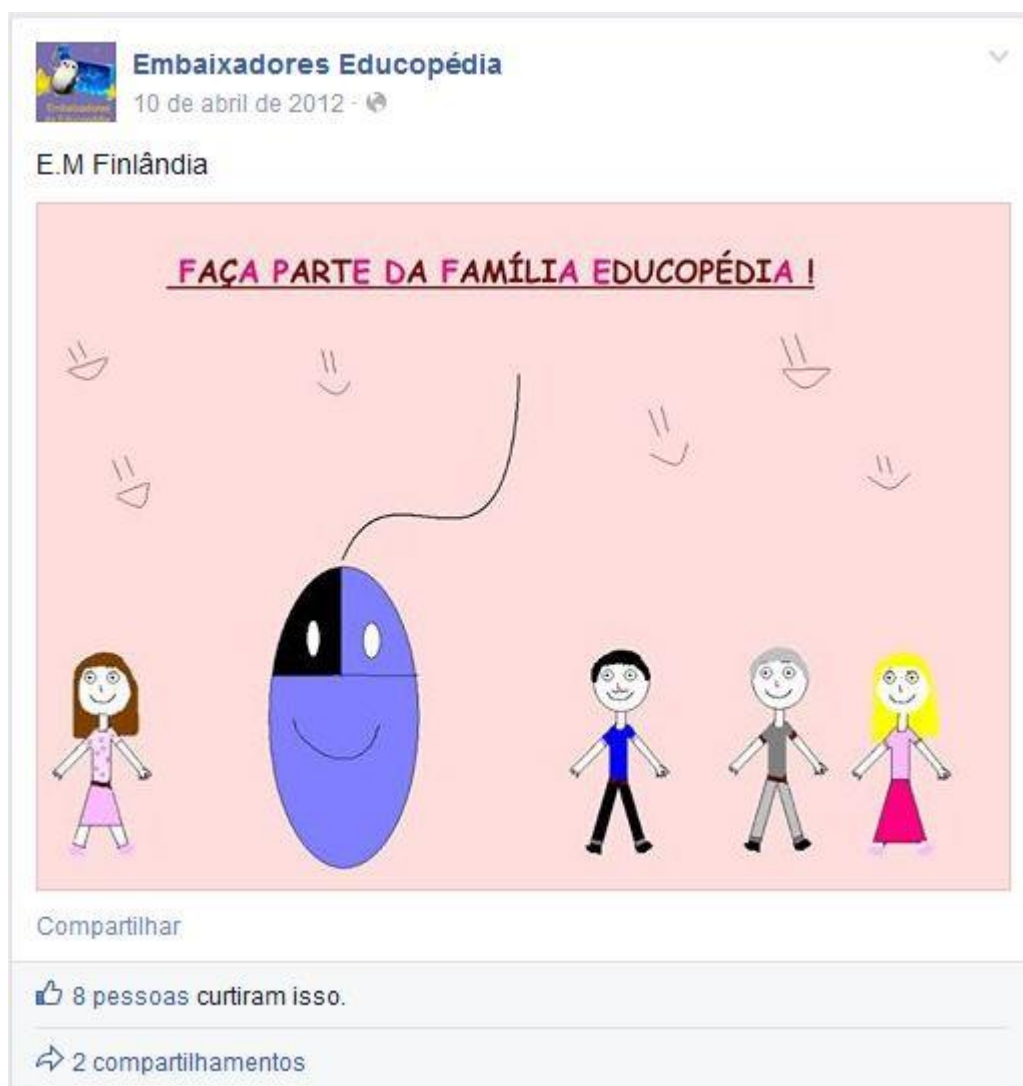 Embaixadores Educopédia
10 de abril de 2012
E.M Finlândia
FAÇA PARTE DA FAMÍLIA EDUCOPÉDIA !
Compartilhar
8 pessoas curtiram isso.
2 compartilhamentos